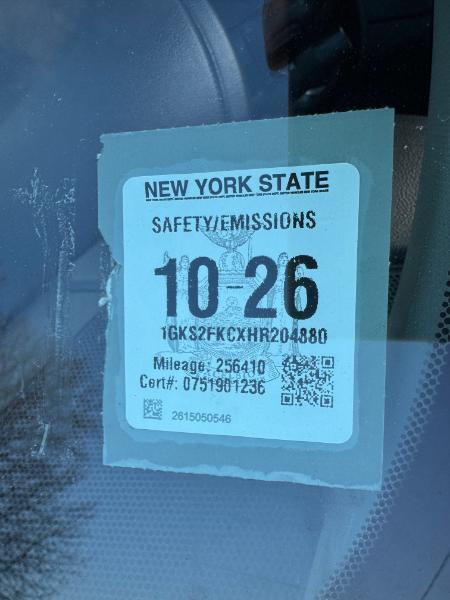 NEW YORK STATE
SAFETY/EMISSIONS
10 26
1GKS2FKCXHR204880
Mileage: 256410
Cert#: 0751901236
2615050546